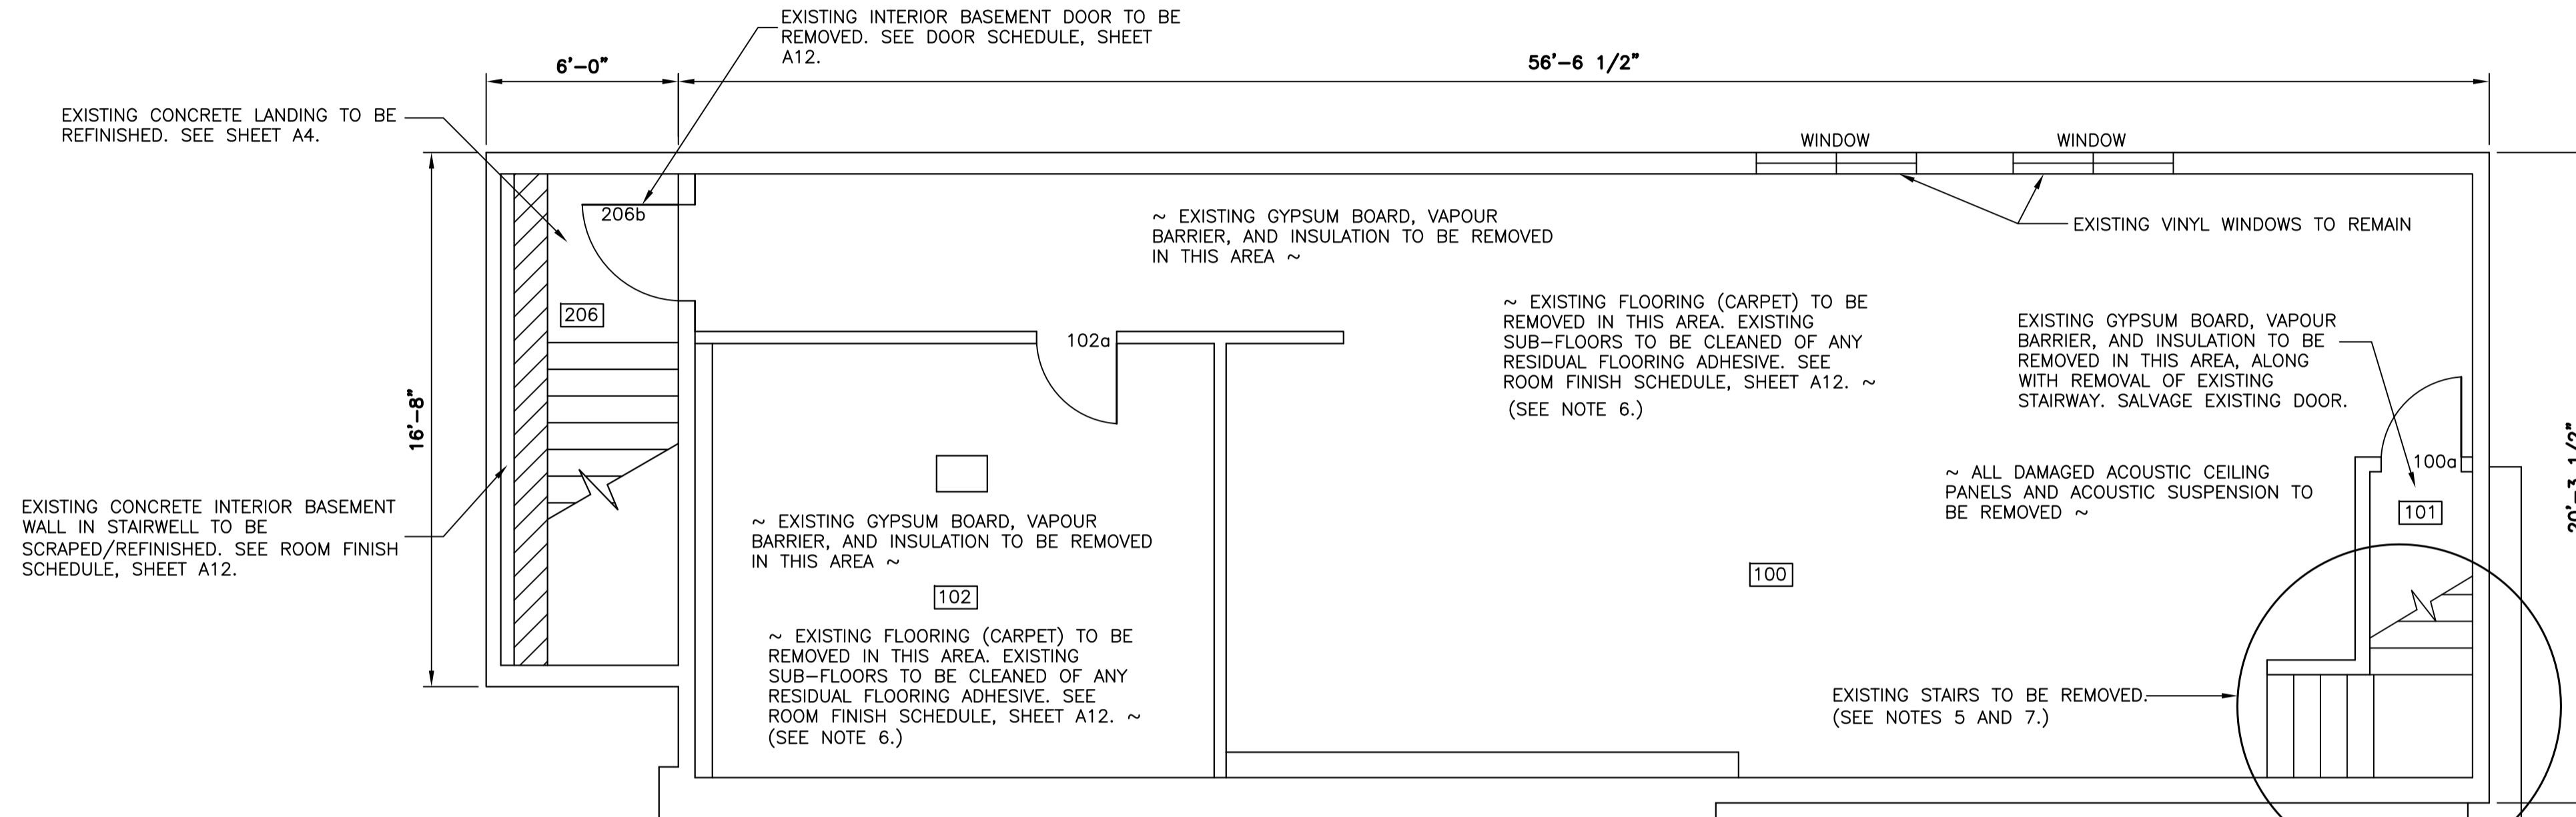 EXISTING INTERIOR BASEMENT DOOR TO BE
REMOVED. SEE DOOR SCHEDULE, SHEET
A12.
6'-0"
56'-6 1/2"
EXISTING CONCRETE LANDING TO BE
REFINISHED. SEE SHEET A4.
WINDOW
WINDOW
206b
~ EXISTING GYPSUM BOARD, VAPOUR
BARRIER, AND INSULATION TO BE REMOVED
IN THIS AREA ~
EXISTING VINYL WINDOWS TO REMAIN
206
102a
~ EXISTING FLOORING (CARPET) TO BE
REMOVED IN THIS AREA. EXISTING
SUB-FLOORS TO BE CLEANED OF ANY
RESIDUAL FLOORING ADHESIVE. SEE
ROOM FINISH SCHEDULE, SHEET A12. ~
(SEE NOTE 6.)
EXISTING GYPSUM BOARD, VAPOUR
BARRIER, AND INSULATION TO BE
REMOVED IN THIS AREA, ALONG
WITH REMOVAL OF EXISTING
STAIRWAY. SALVAGE EXISTING DOOR.
16'-8"
100a
20'-3 1/2"
~ ALL DAMAGED ACOUSTIC CEILING
PANELS AND ACOUSTIC SUSPENSION TO
BE REMOVED ~
101
EXISTING CONCRETE INTERIOR BASEMENT
WALL IN STAIRWELL TO BE
SCRAPED/REFINISHED. SEE ROOM FINISH
SCHEDULE, SHEET A12.
~ EXISTING GYPSUM BOARD, VAPOUR
BARRIER, AND INSULATION TO BE REMOVED
IN THIS AREA ~
100
102
~ EXISTING FLOORING (CARPET) TO BE
REMOVED IN THIS AREA. EXISTING
SUB-FLOORS TO BE CLEANED OF ANY
RESIDUAL FLOORING ADHESIVE. SEE
ROOM FINISH SCHEDULE, SHEET A12. ~
(SEE NOTE 6.)
EXISTING STAIRS TO BE REMOVED.
(SEE NOTES 5 AND 7.)